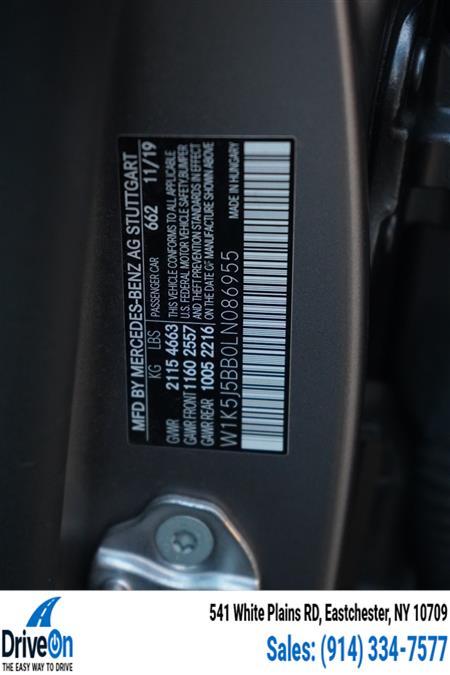 MFD BY MERCEDES-BENZ AG STUTTGART
KG LBS PASSENGER CAR 662 11/19
GVWR 2115 4663 THIS VEHICLE CONFORMS TO ALL APPLICABLE
GAWR FRONT 1160 2557 U.S. FEDERAL MOTOR VEHICLE SAFETY,BUMPER
GAWR REAR 1005 2216 AND THEFT PREVENTION STANDARDS IN EFFECT
ON THE DATE OF MANUFACTURE SHOWN ABOVE
W1K5J5BB0LN086955 MADE IN HUNGARY
DriveOn
THE EASY WAY TO DRIVE
541 White Plains RD, Eastchester, NY 10709
Sales: (914) 334-7577